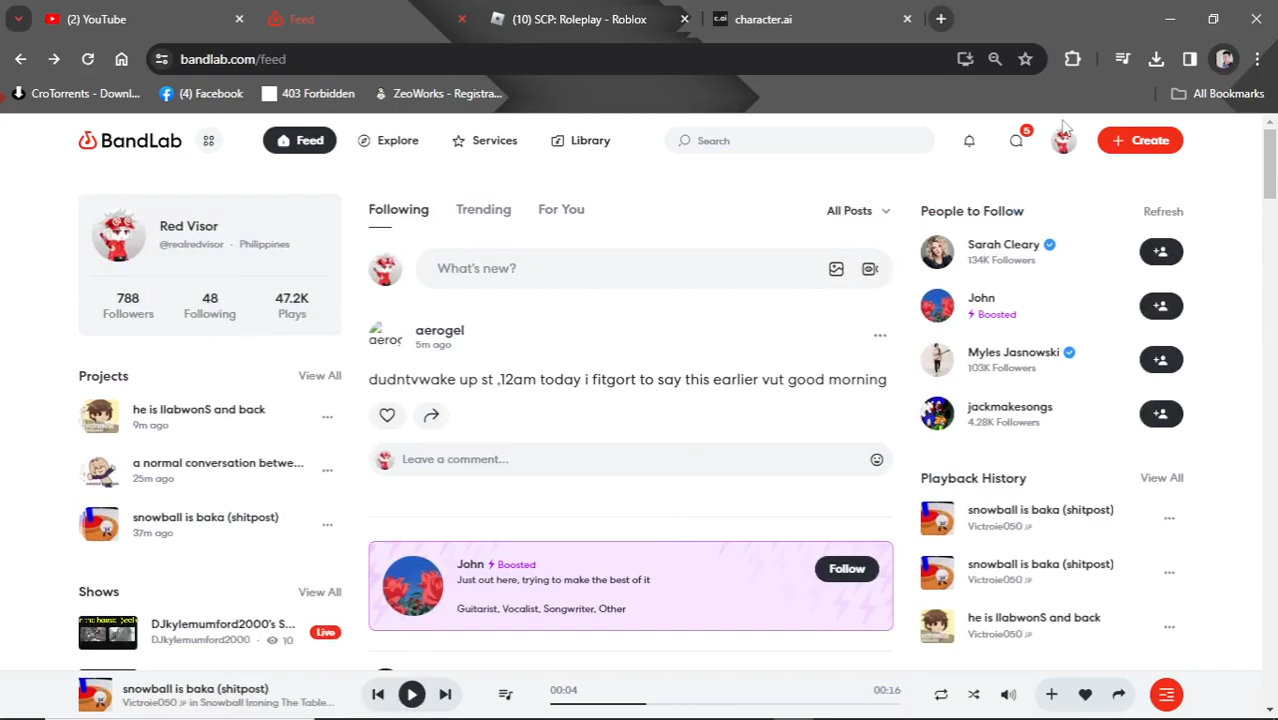 (2) YouTube
Feed
(10) SCP: Roleplay - Roblox
c.ai
character.ai
bandlab.com/feed
CroTorrents - Downl...
(4) Facebook
403 Forbidden
ZeoWorks - Registra...
All Bookmarks
BandLab
Feed
Explore
Services
Library
Search
5
Create
Red Visor
@realredvisor · Philippines
788
Followers
48
Following
47.2K
Plays
Projects
View All
he is llabwonS and back
9m ago
a normal conversation betwe...
25m ago
snowball is baka (shitpost)
37m ago
Shows
View All
DJkylemumford2000's S...
DJkylemumford2000 · 10
Live
Following
Trending
For You
All Posts
What's new?
aerogel
aerogel
5m ago
dudntvwake up st ,12am today i fitgort to say this earlier vut good morning
Leave a comment...
John Boosted
Just out here, trying to make the best of it
Guitarist, Vocalist, Songwriter, Other
Follow
People to Follow
Refresh
Sarah Cleary
134K Followers
John
Boosted
Myles Jasnowski
103K Followers
jackmakesongs
4.28K Followers
Playback History
View All
snowball is baka (shitpost)
Victroie050 JP
snowball is baka (shitpost)
Victroie050 JP
he is llabwonS and back
Victroie050 JP
snowball is baka (shitpost)
Victroie050 JP in Snowball Ironing The Table...
00:04
00:16